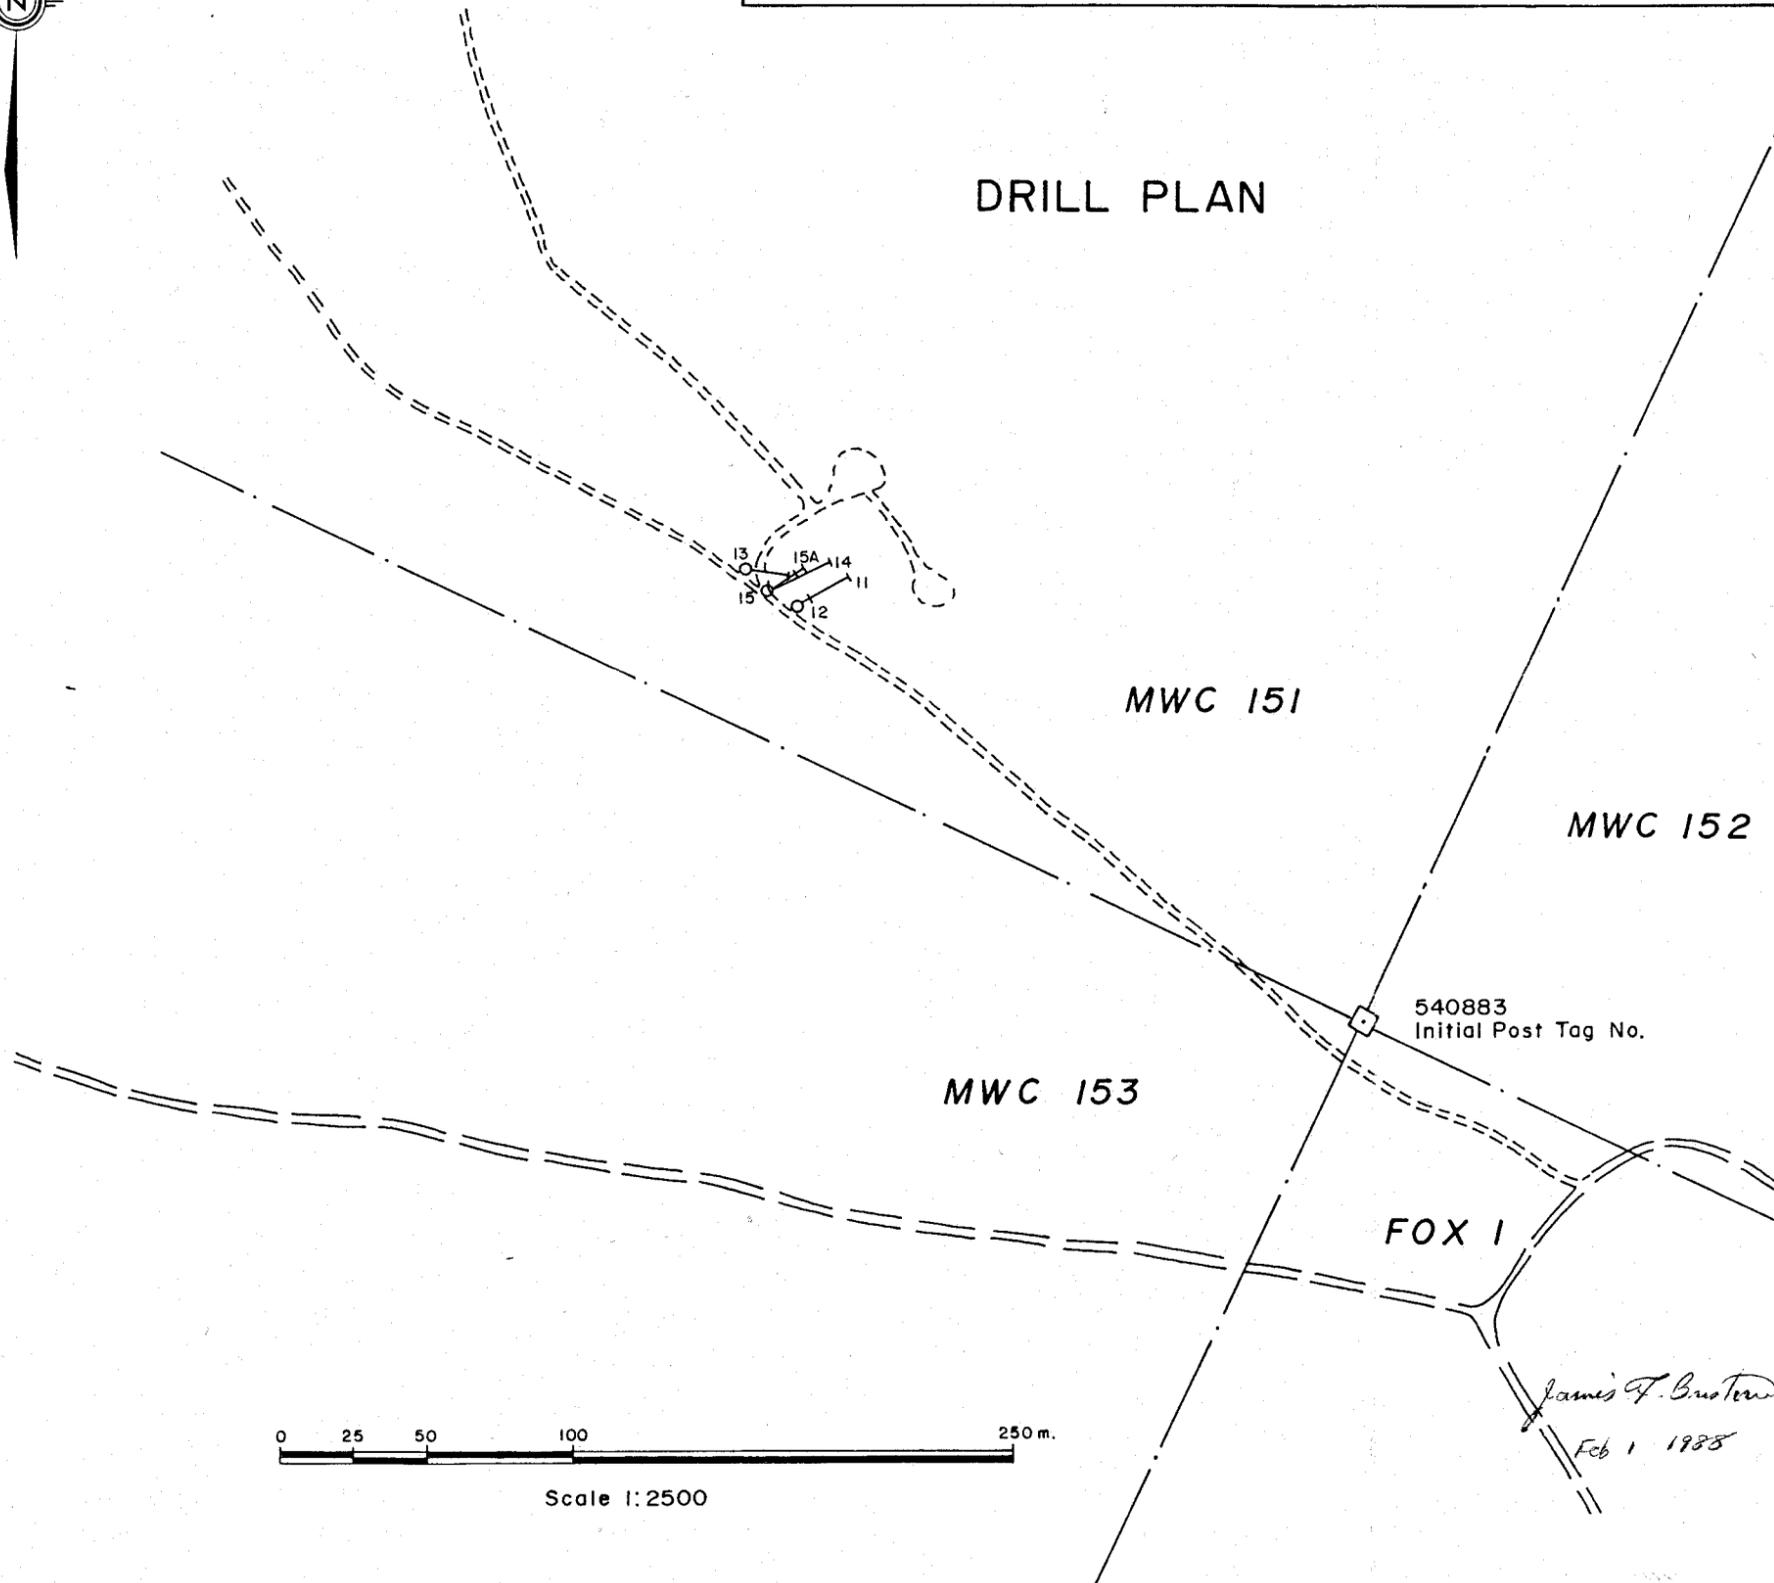 N
DRILL PLAN
13
15A
14
11
15
12
MWC 151
MWC 152
540883
Initial Post Tag No.
MWC 153
FOX 1
James F.
Feb 1 1988
0 25 50 100 250 m.
Scale 1:2500